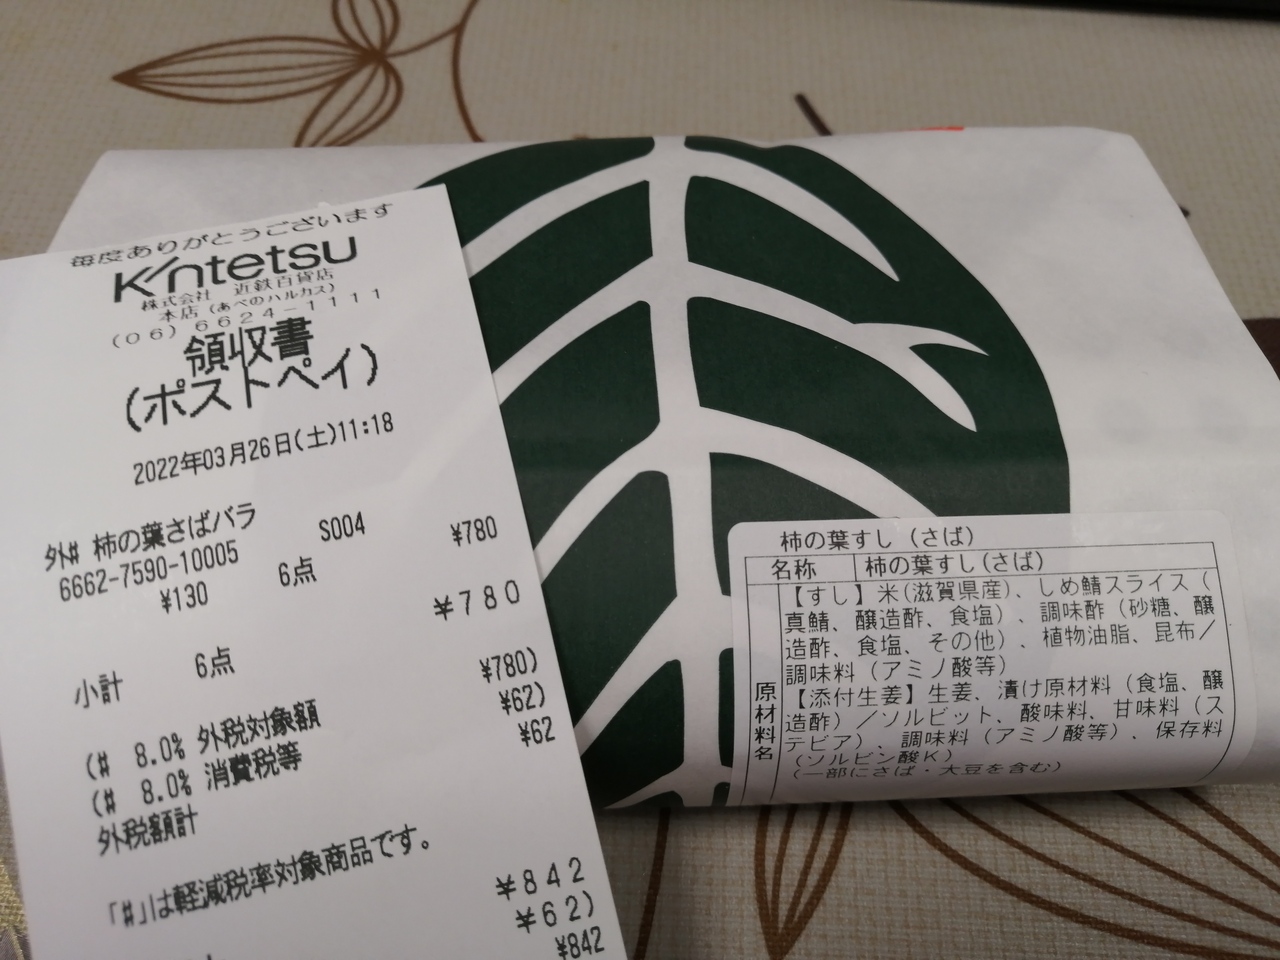 毎度ありがとうございます
Kintetsu
株式会社 近鉄百貨店
本店(あべのハルカス)
(06)6624-1111
領収書
(ポストペイ)
2022年03月26日(土)11:18
外# 柿の葉さばバラ
6662-7590-10005 S004 ¥780
¥130 6点
¥780
小計 6点
(# 8.0% 外税対象額 ¥780)
(# 8.0% 消費税等 ¥62)
外税額計 ¥62
「#」は軽減税率対象商品です。
¥842
¥62)
¥842
柿の葉すし(さば)
名称 柿の葉すし(さば)
原材料名
【すし】米(滋賀県産)、しめ鯖スライス(
真鯖、醸造酢、食塩)、調味酢(砂糖、醸
造酢、食塩、その他)、植物油脂、昆布/
調味料(アミノ酸等)
【添付生姜】生姜、漬け原材料(食塩、醸
造酢)/ソルビット、酸味料、甘味料(ス
テビア)、調味料(アミノ酸等)、保存料
(ソルビン酸K)
(一部にさば・大豆を含む)